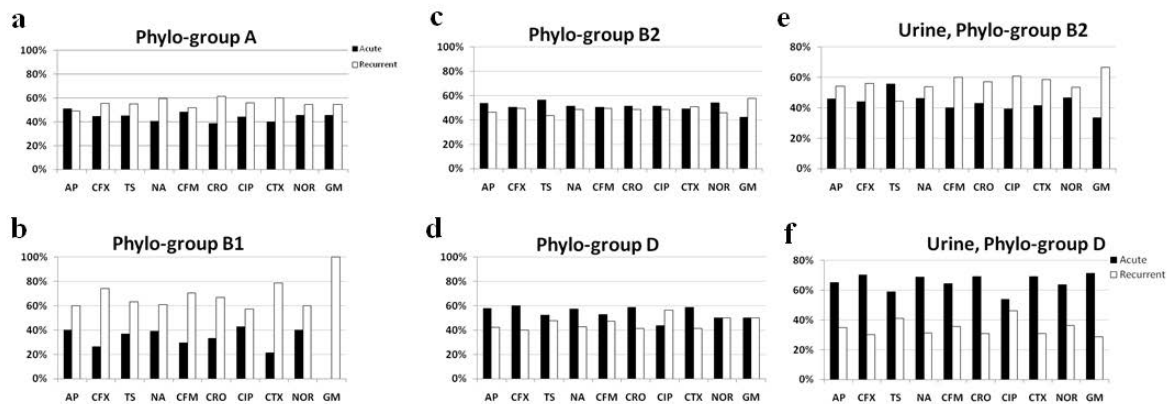 a
Phylo-group A
Acute
Recurrent
100%
80%
60%
40%
20%
0%
AP CFX TS NA CFM CRO CIP CTX NOR GM
b
Phylo-group B1
100%
80%
60%
40%
20%
0%
AP CFX TS NA CFM CRO CIP CTX NOR GM
c
Phylo-group B2
100%
80%
60%
40%
20%
0%
AP CFX TS NA CFM CRO CIP CTX NOR GM
d
Phylo-group D
100%
80%
60%
40%
20%
0%
AP CFX TS NA CFM CRO CIP CTX NOR GM
e
Urine, Phylo-group B2
80%
60%
40%
20%
0%
AP CFX TS NA CFM CRO CIP CTX NOR GM
f
Urine, Phylo-group D
Acute
Recurrent
80%
60%
40%
20%
0%
AP CFX TS NA CFM CRO CIP CTX NOR GM